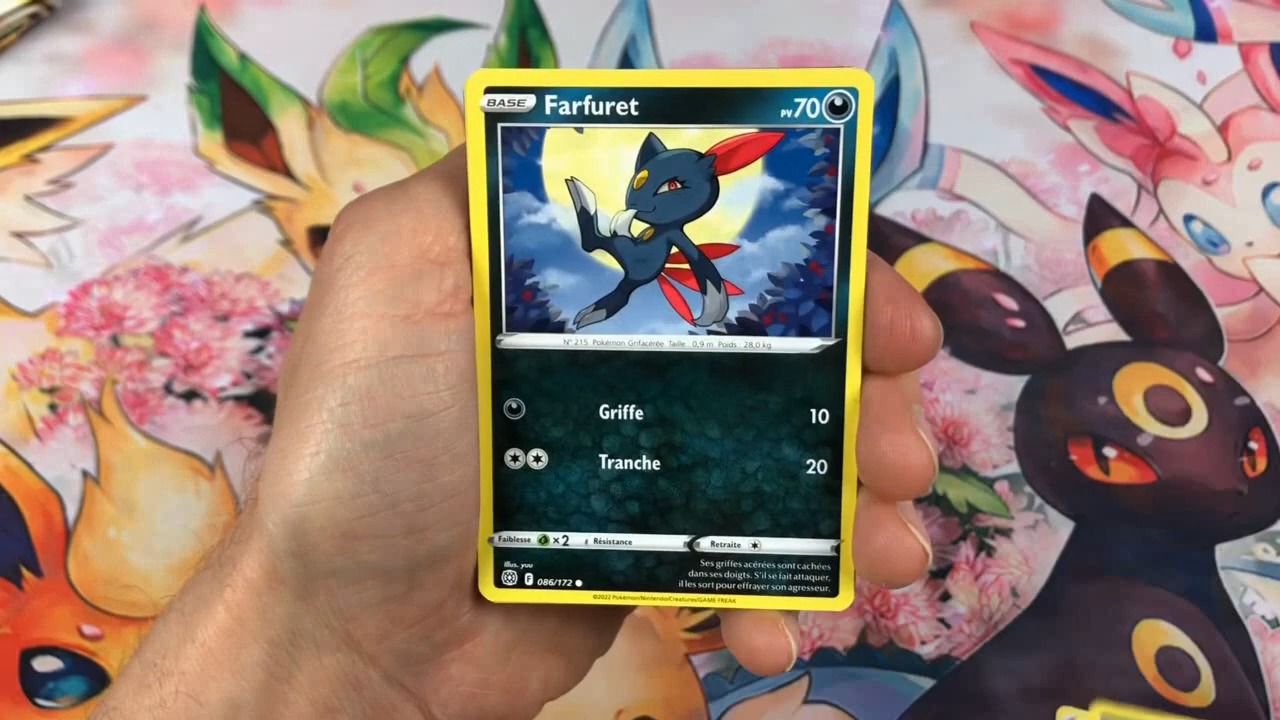 BASE Farfuret PV70
N° 215 Pokémon Grifacérée Taille : 0,9 m Poids : 28,0 kg
Griffe 10
Tranche 20
Faiblesse ×2 Résistance Retraite
Illus. yuu
Ses griffes acérées sont cachées
dans ses doigts. S'il se fait attaquer,
il les sort pour effrayer son agresseur.
F 086/172
©2022 Pokémon/Nintendo/Creatures/GAME FREAK